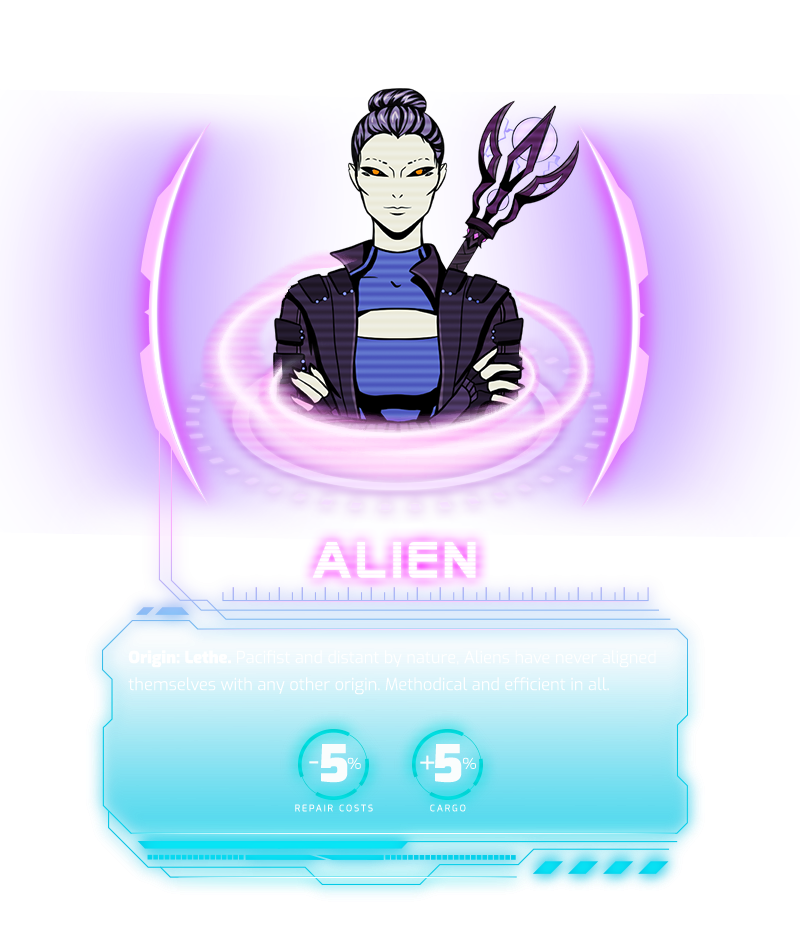 ALIEN
Origin: Lethe. Pacifist and distant by nature. Aliens have never aligned
themselves with any other origin. Methodical and efficient in all.
-5% +5%
REPAIR COSTS CARGO